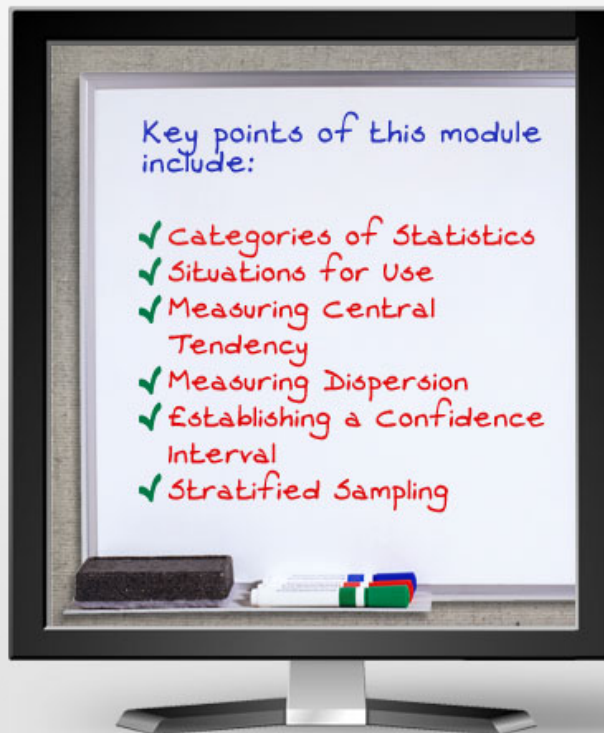 Key points of this module
include:
Categories of Statistics
Situations for Use
Measuring Central
Tendency
Measuring Dispersion
Establishing a Confidence
Interval
Stratified Sampling